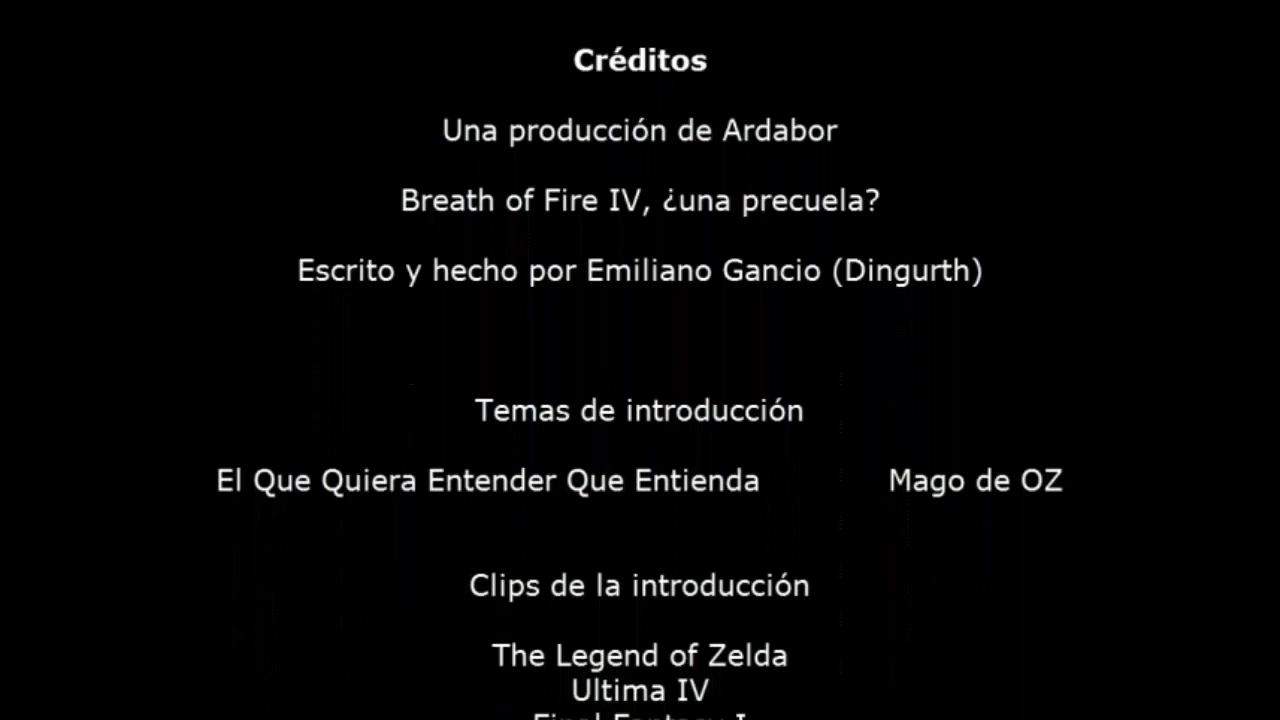 Créditos
Una producción de Ardabor
Breath of Fire IV, ¿una precuela?
Escrito y hecho por Emiliano Gancio (Dingurth)
Temas de introducción
El Que Quiera Entender Que Entienda Mago de OZ
Clips de la introducción
The Legend of Zelda
Ultima IV
Final Fantasy I